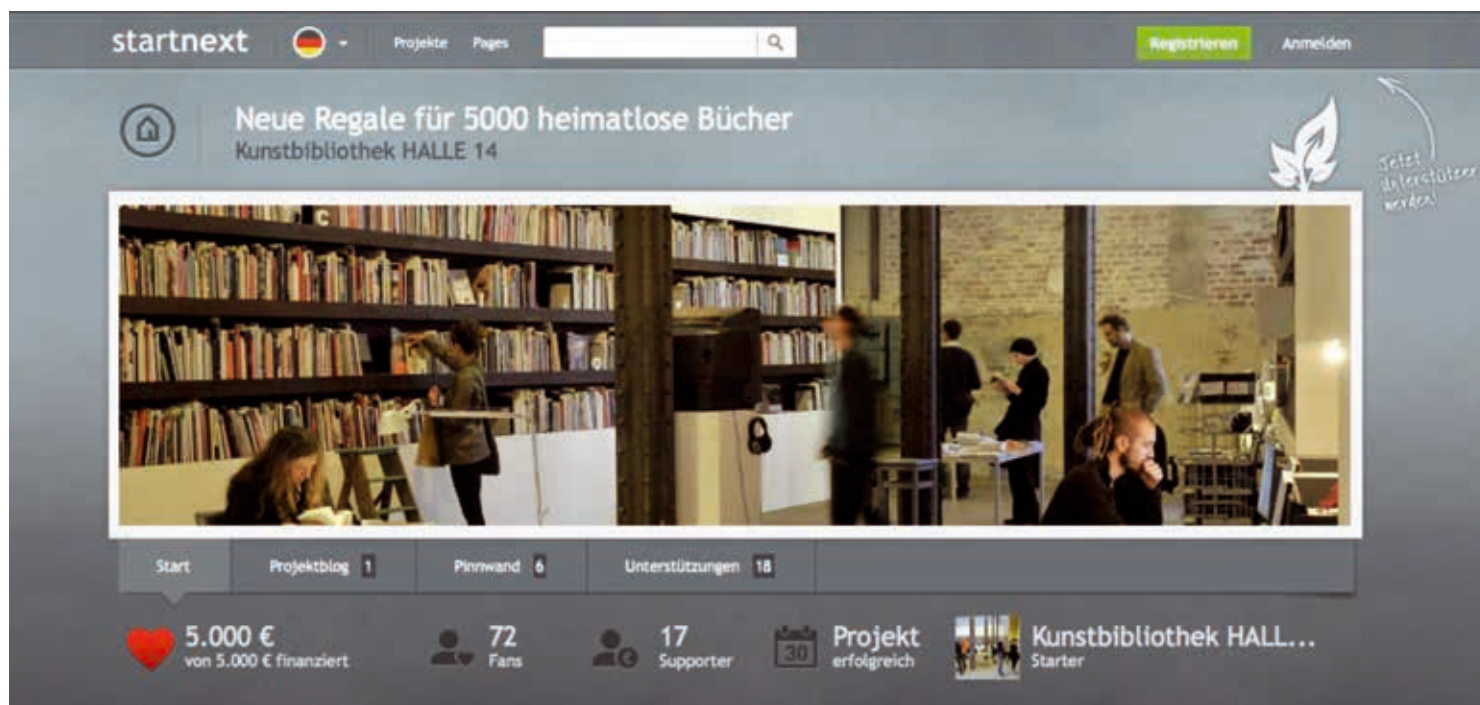 startnext
Projekte Pages
Registrieren Anmelden
Neue Regale für 5000 heimatlose Bücher
Kunstbibliothek HALLE 14
Jetzt
Unterstützer
werden!
C
Start Projektblog 1 Pinnwand 6 Unterstützungen 18
5.000 € 72 17 30 Projekt Kunstbibliothek HALL...
von 5.000 € finanziert Fans Supporter erfolgreich Starter